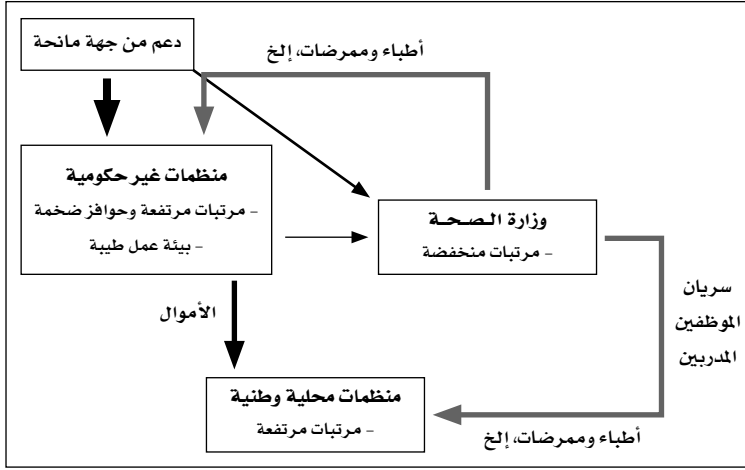 دعم من جهة مانحة
أطباء وممرضات، إلخ
منظمات غير حكومية
- مرتبات مرتفعة وحوافز ضخمة
- بيئة عمل طيبة
وزارة الـصـحـة
- مرتبات منخفضة
سريان
الموظفين
المدربين
الأموال
منظمات محلية وطنية
- مرتبات مرتفعة
أطباء وممرضات، إلخ